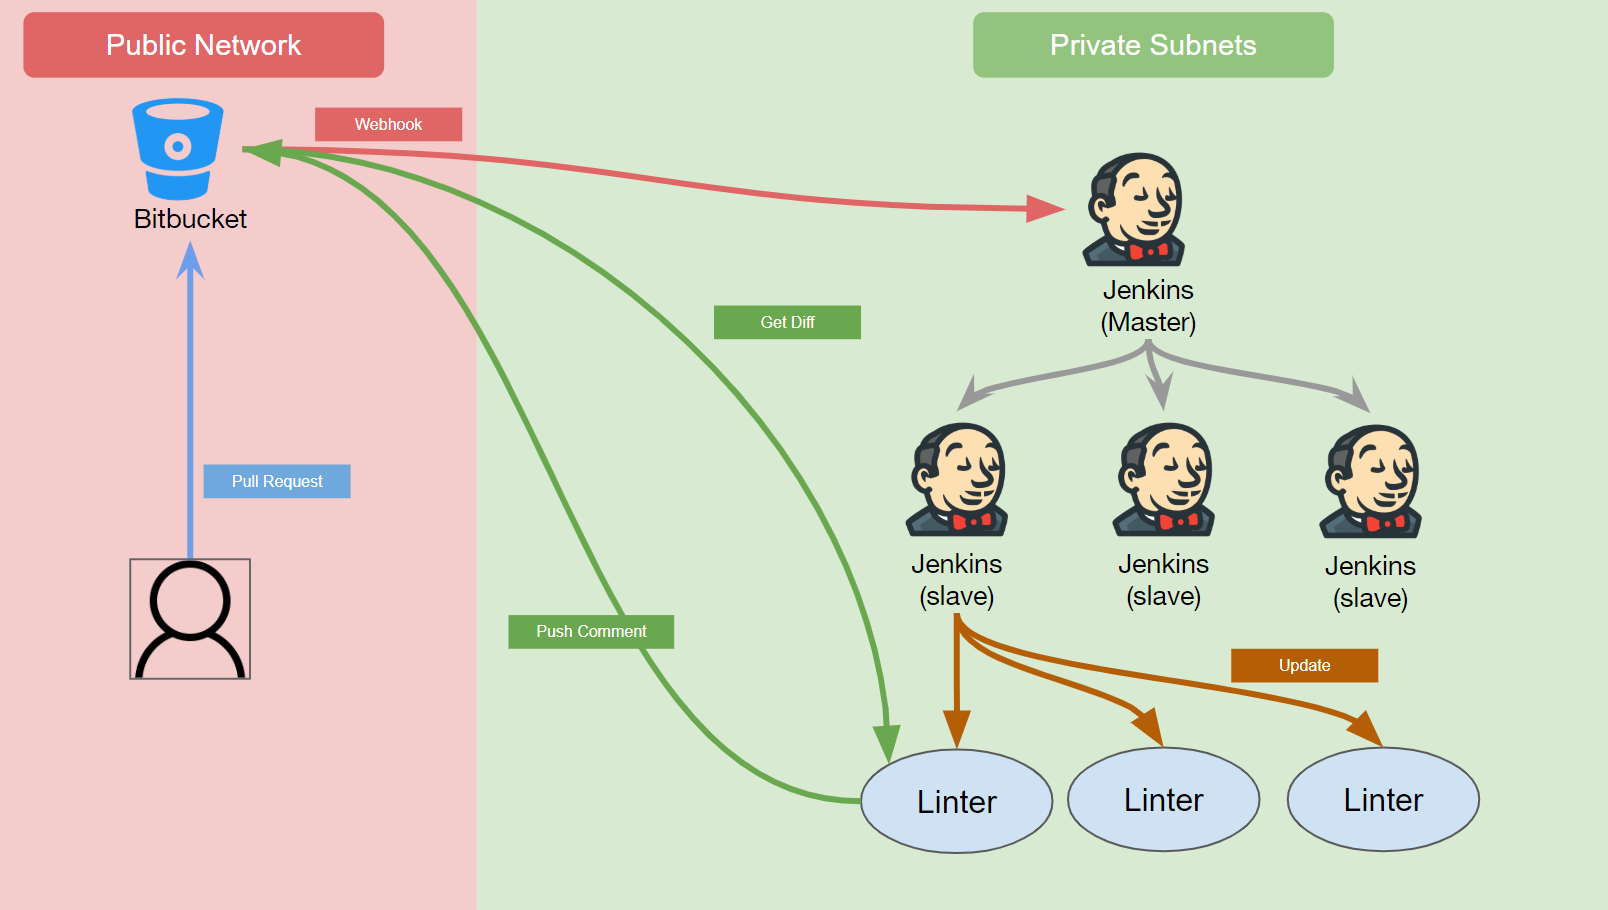 Public Network
Private Subnets
Webhook
Bitbucket
Jenkins
(Master)
Get Diff
Pull Request
Jenkins
(slave)
Jenkins
(slave)
Jenkins
(slave)
Push Comment
Update
Linter
Linter
Linter